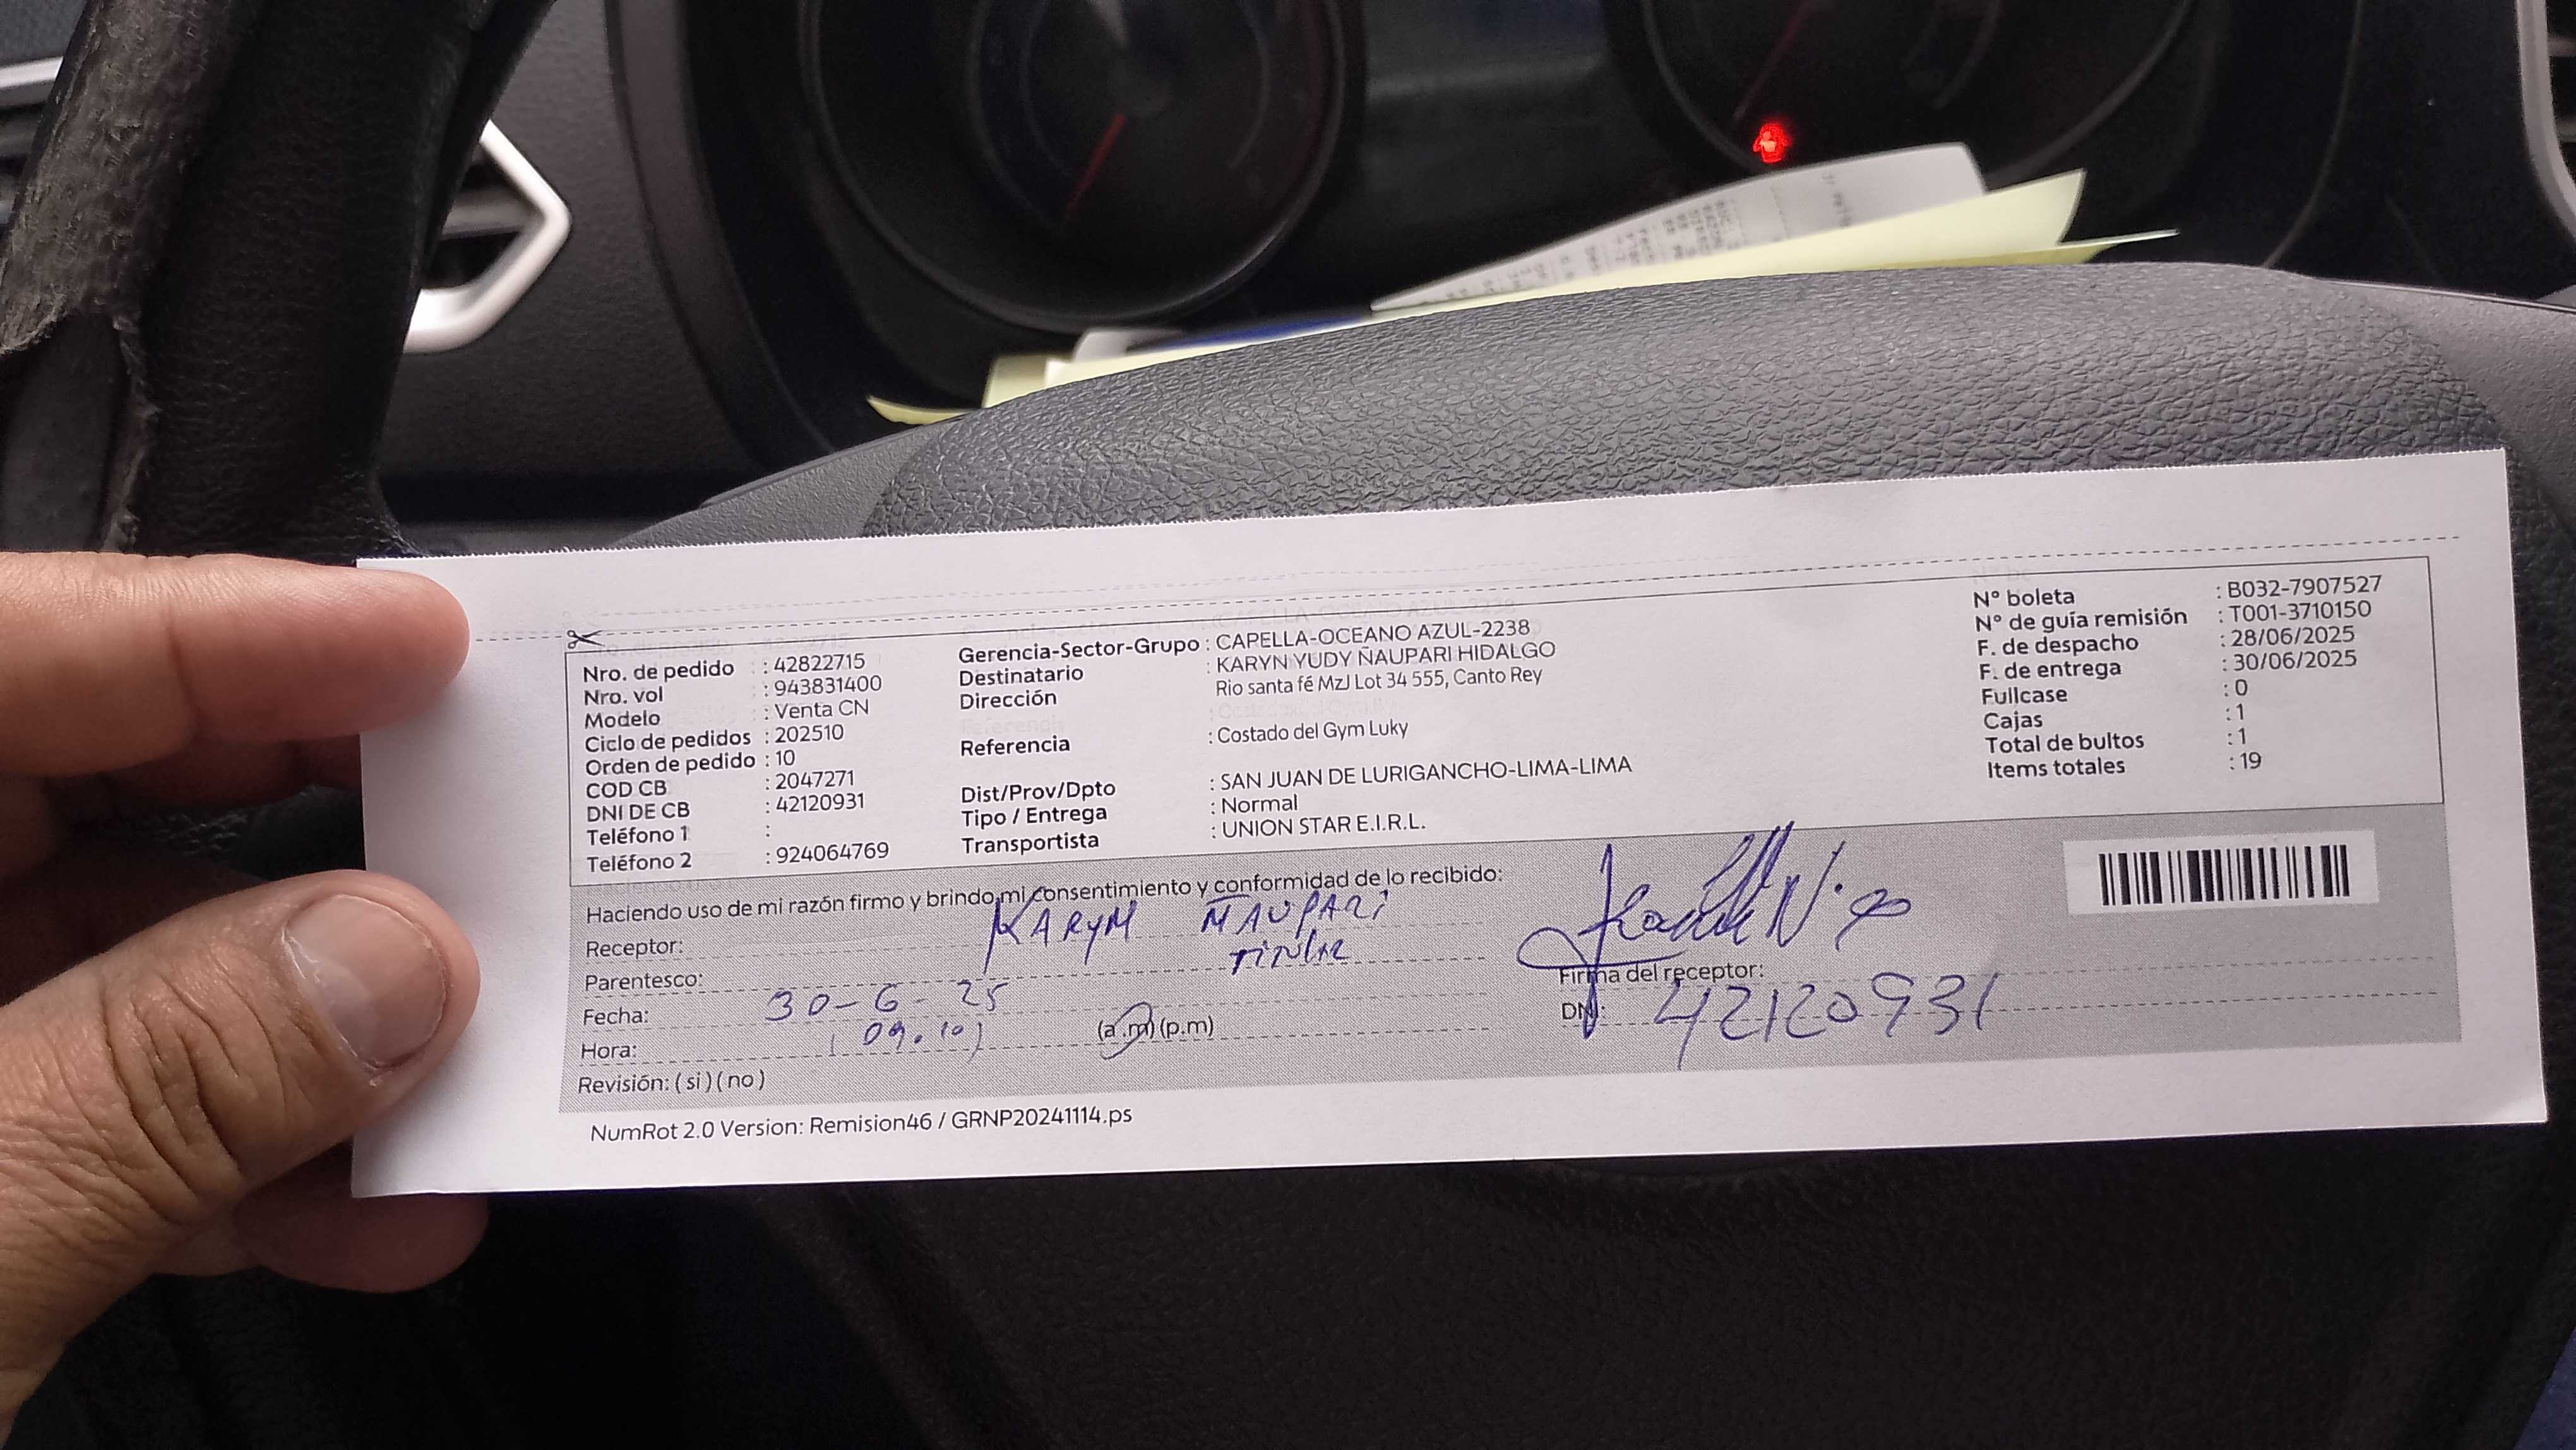 Nro. de pedido : 42822715
Nro. vol : 943831400
Modelo : Venta CN
Ciclo de pedidos : 202510
Orden de pedido : 10
COD CB : 2047271
DNI DE CB : 42120931
Teléfono 1 :
Teléfono 2 : 924064769
Gerencia-Sector-Grupo : CAPELLA-OCEANO AZUL-2238
Destinatario : KARYN YUDY ÑAUPARI HIDALGO
Dirección : Rio santa fé MzJ Lot 34 555, Canto Rey
Referencia : Costado del Gym Luky
Dist/Prov/Dpto : SAN JUAN DE LURIGANCHO-LIMA-LIMA
Tipo / Entrega : Normal
Transportista : UNION STAR E.I.R.L.
N° boleta : B032-7907527
N° de guía remisión : T001-3710150
F. de despacho : 28/06/2025
F. de entrega : 30/06/2025
Fullcase : 0
Cajas : 1
Total de bultos : 1
Items totales : 19
Haciendo uso de mi razón firmo y brindo mi consentimiento y conformidad de lo recibido:
Receptor: KARYM ÑAUPARI
Parentesco: TITULAR
Fecha: 30-6-25
Hora: 09.10 (a.m) (p.m)
Revisión: ( si ) ( no )
Firma del receptor:
DNI: 42120931
NumRot 2.0 Version: Remision46 / GRNP20241114.ps